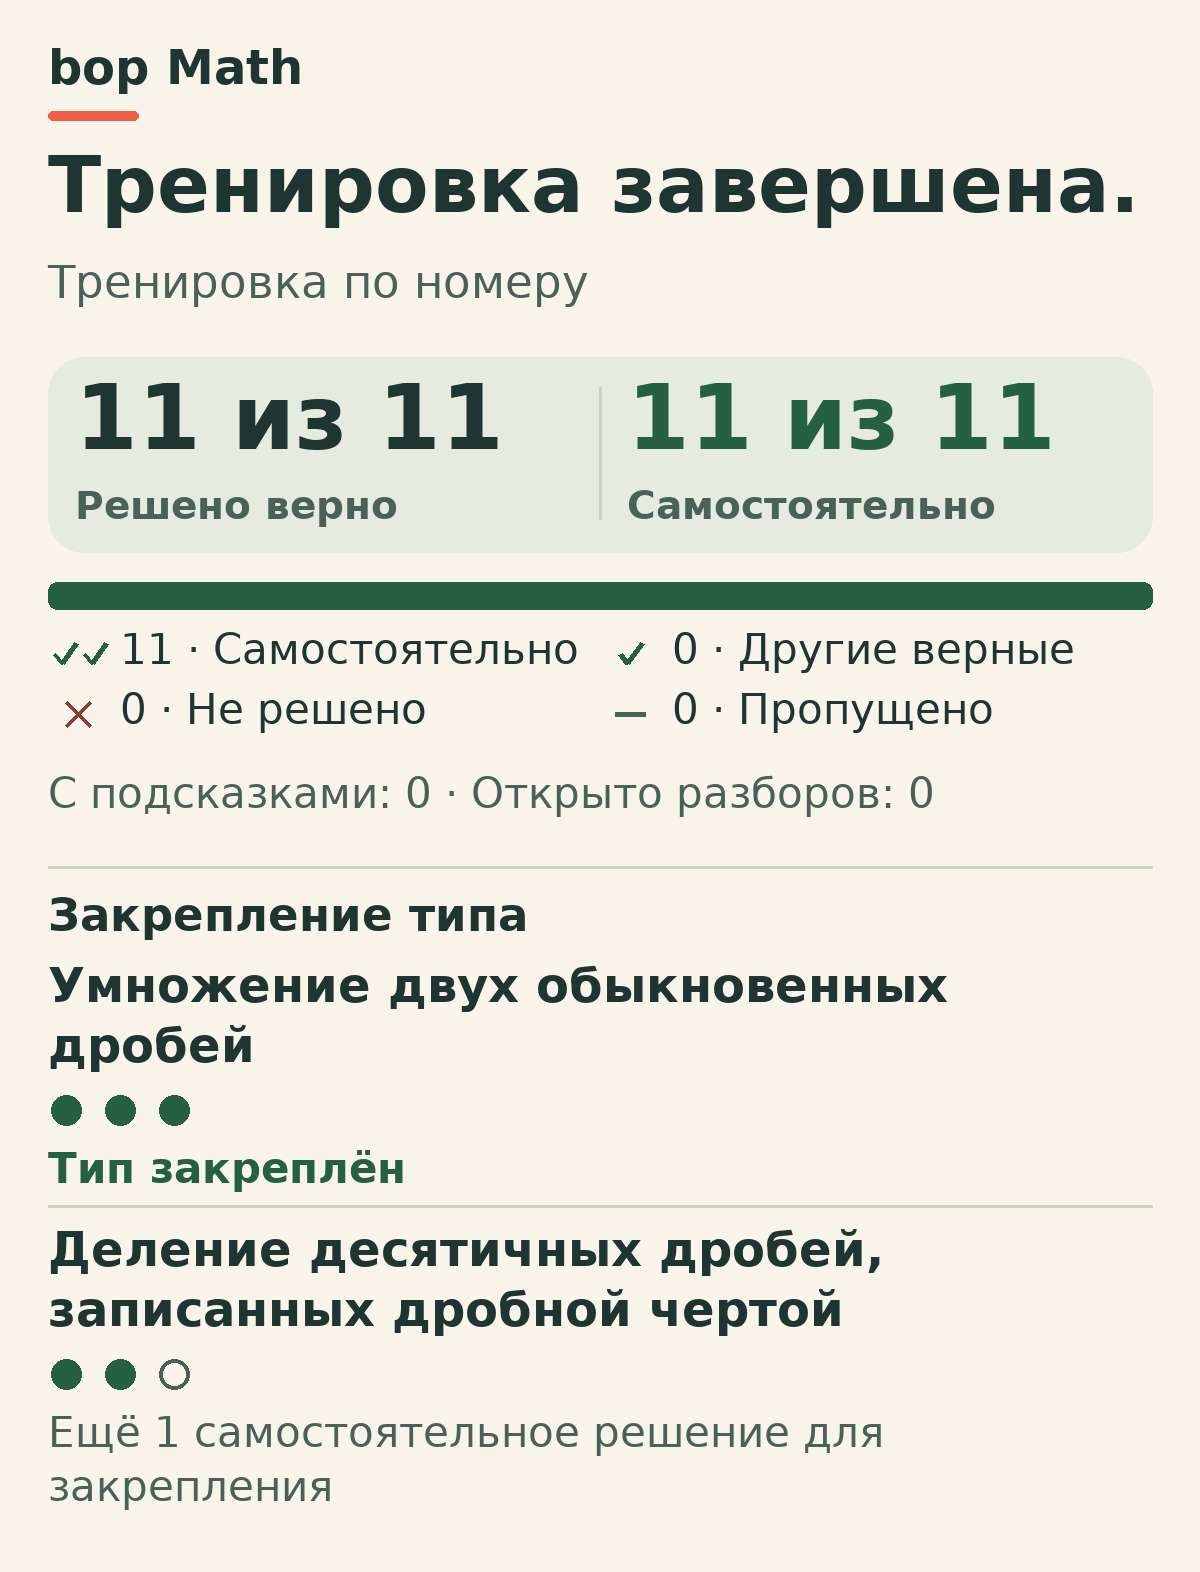 bop Math
Тренировка завершена.
Тренировка по номеру
11 из 11
Решено верно
11 из 11
Самостоятельно
11 · Самостоятельно
0 · Другие верные
0 · Не решено
0 · Пропущено
С подсказками: 0 · Открыто разборов: 0
Закрепление типа
Умножение двух обыкновенных
дробей
Тип закреплён
Деление десятичных дробей,
записанных дробной чертой
Ещё 1 самостоятельное решение для
закрепления